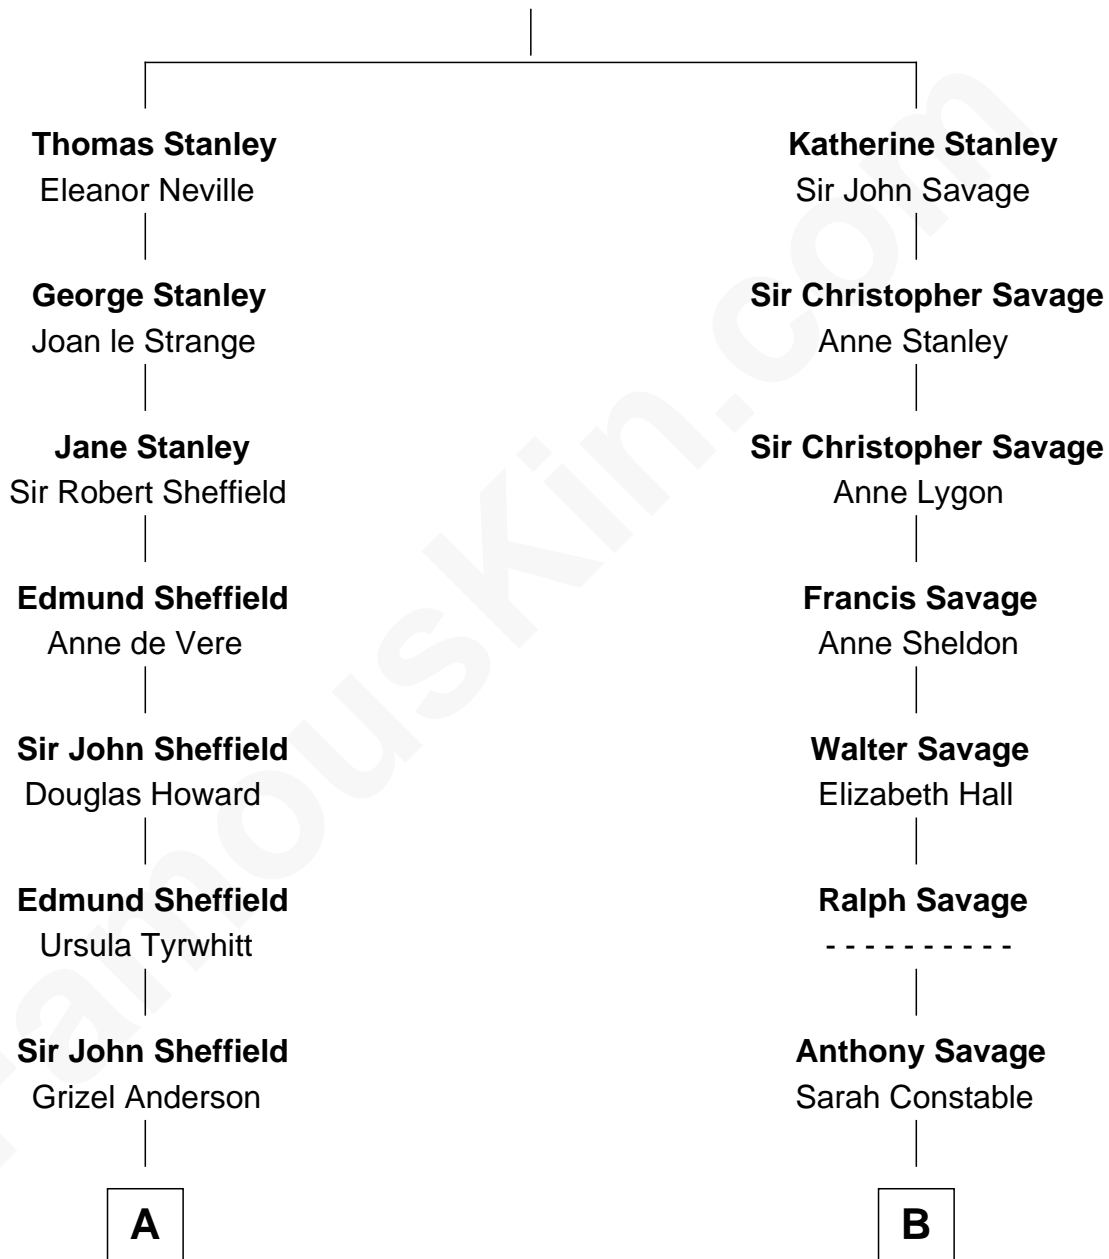 Thomas Stanley
Eleanor Neville
George Stanley
Joan le Strange
Jane Stanley
Sir Robert Sheffield
Edmund Sheffield
Anne de Vere
Sir John Sheffield
Douglas Howard
Edmund Sheffield
Ursula Tyrwhitt
Sir John Sheffield
Grizel Anderson
A
Katherine Stanley
Sir John Savage
Sir Christopher Savage
Anne Stanley
Sir Christopher Savage
Anne Lygon
Francis Savage
Anne Sheldon
Walter Savage
Elizabeth Hall
Ralph Savage
- - - - - - - - - -
Anthony Savage
Sarah Constable
B
FamousKin.com